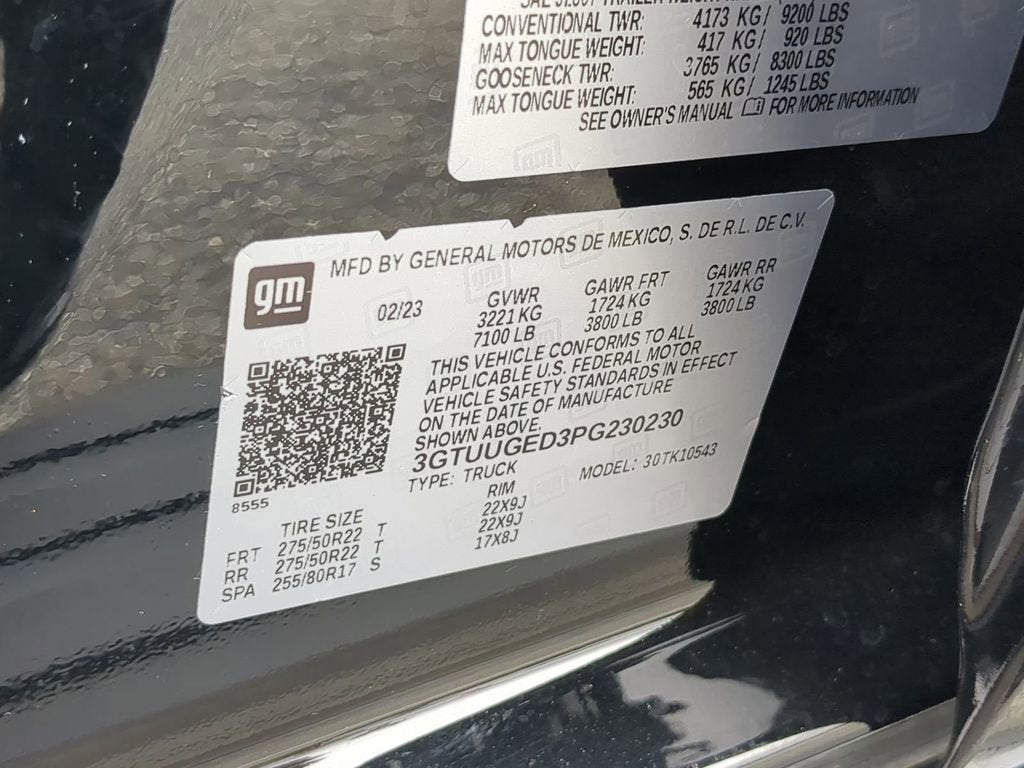 SAE J1807 TRAILER WEIGHT
CONVENTIONAL TWR: 4173 KG/ 9200 LBS
MAX TONGUE WEIGHT: 417 KG/ 920 LBS
GOOSENECK TWR: 3765 KG/ 8300 LBS
MAX TONGUE WEIGHT: 565 KG/ 1245 LBS
SEE OWNER'S MANUAL FOR MORE INFORMATION
gm
MFD BY GENERAL MOTORS DE MEXICO, S. DE R.L. DE C.V.
02/23 GVWR GAWR FRT GAWR RR
3221 KG 1724 KG 1724 KG
7100 LB 3800 LB 3800 LB
THIS VEHICLE CONFORMS TO ALL
APPLICABLE U.S. FEDERAL MOTOR
VEHICLE SAFETY STANDARDS IN EFFECT
ON THE DATE OF MANUFACTURE
SHOWN ABOVE.
3GTUUGED3PG230230
TYPE: TRUCK MODEL: 30TK10543
8555
TIRE SIZE RIM
FRT 275/50R22 T 22X9J
RR 275/50R22 T 22X9J
SPA 255/80R17 S 17X8J